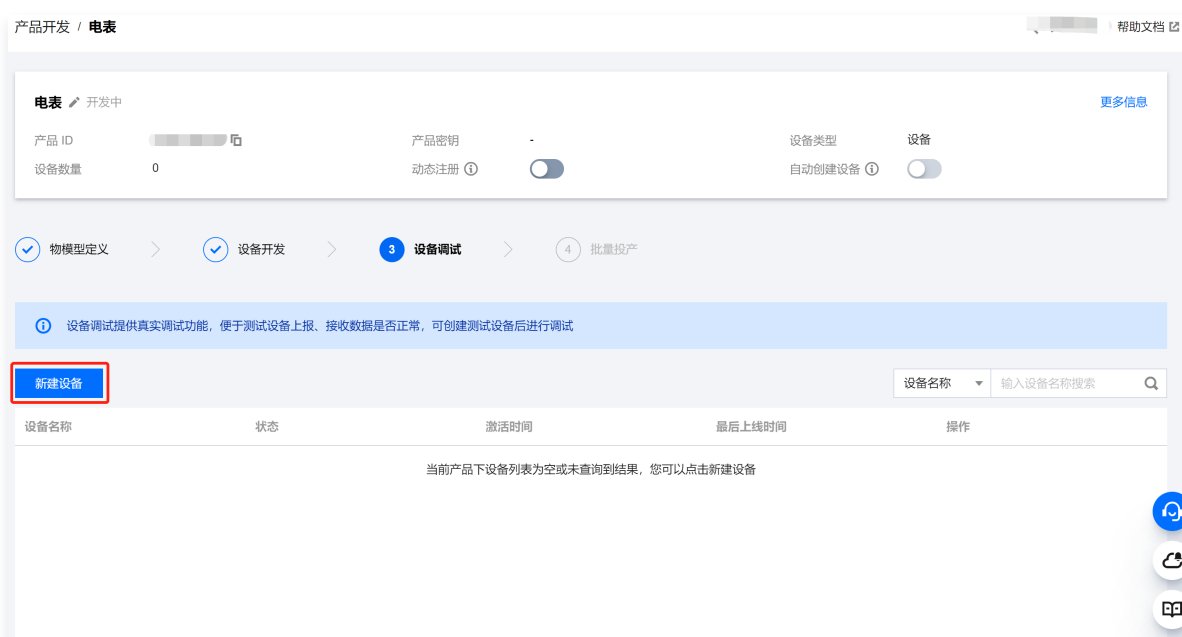 产品开发 / 电表 帮助文档
电表 开发中 更多信息
产品 ID 产品密钥 - 设备类型 设备
设备数量 0 动态注册 自动创建设备
物模型定义 设备开发 3 设备调试 4 批量投产
设备调试提供真实调试功能，便于测试设备上报、接收数据是否正常，可创建测试设备后进行调试
新建设备 设备名称 输入设备名称搜索
设备名称 状态 激活时间 最后上线时间 操作
当前产品下设备列表为空或未查询到结果，您可以点击新建设备